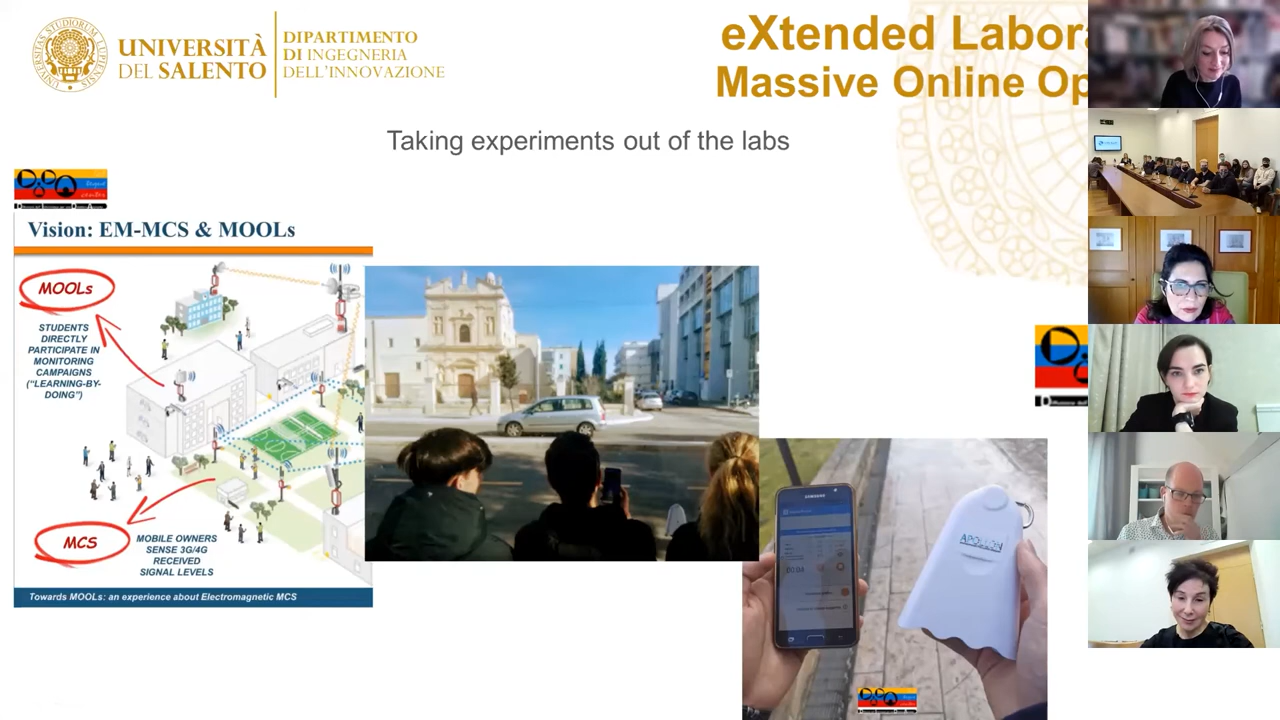 UNIVERSITÀ
DEL SALENTO
DIPARTIMENTO
DI INGEGNERIA
DELL'INNOVAZIONE
eXtended Labora
Massive Online Op
Taking experiments out of the labs
Vision: EM-MCS & MOOLs
MOOLs
STUDENTS
DIRECTLY
PARTICIPATE IN
MONITORING
CAMPAIGNS
("LEARNING-BY-
DOING")
MCS
MOBILE OWNERS
SENSE 3G/4G
RECEIVED
SIGNAL LEVELS
Towards MOOLs: an experience about Electromagnetic MCS
SAMSUNG
APOLLON